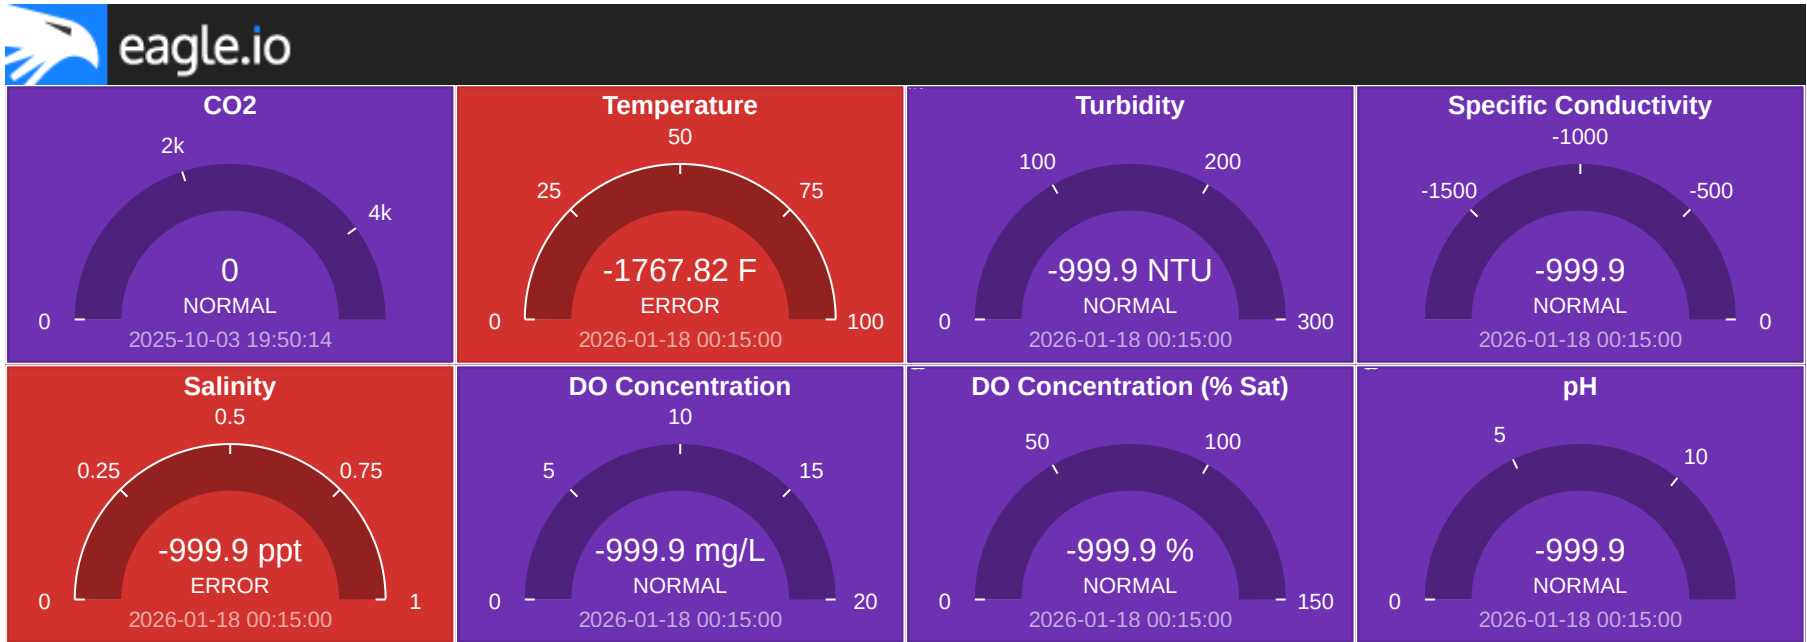 eagle.io
CO2
2k
4k
0
NORMAL
0
2025-10-03 19:50:14
Temperature
50
25
75
-1767.82 F
ERROR
0
100
2026-01-18 00:15:00
Turbidity
100
200
-999.9 NTU
NORMAL
0
300
2026-01-18 00:15:00
Specific Conductivity
-1000
-1500
-500
-999.9
NORMAL
0
2026-01-18 00:15:00
Salinity
0.5
0.25
0.75
-999.9 ppt
ERROR
0
1
2026-01-18 00:15:00
DO Concentration
10
5
15
-999.9 mg/L
NORMAL
0
20
2026-01-18 00:15:00
DO Concentration (% Sat)
50
100
-999.9 %
NORMAL
0
150
2026-01-18 00:15:00
pH
5
10
-999.9
NORMAL
0
2026-01-18 00:15:00